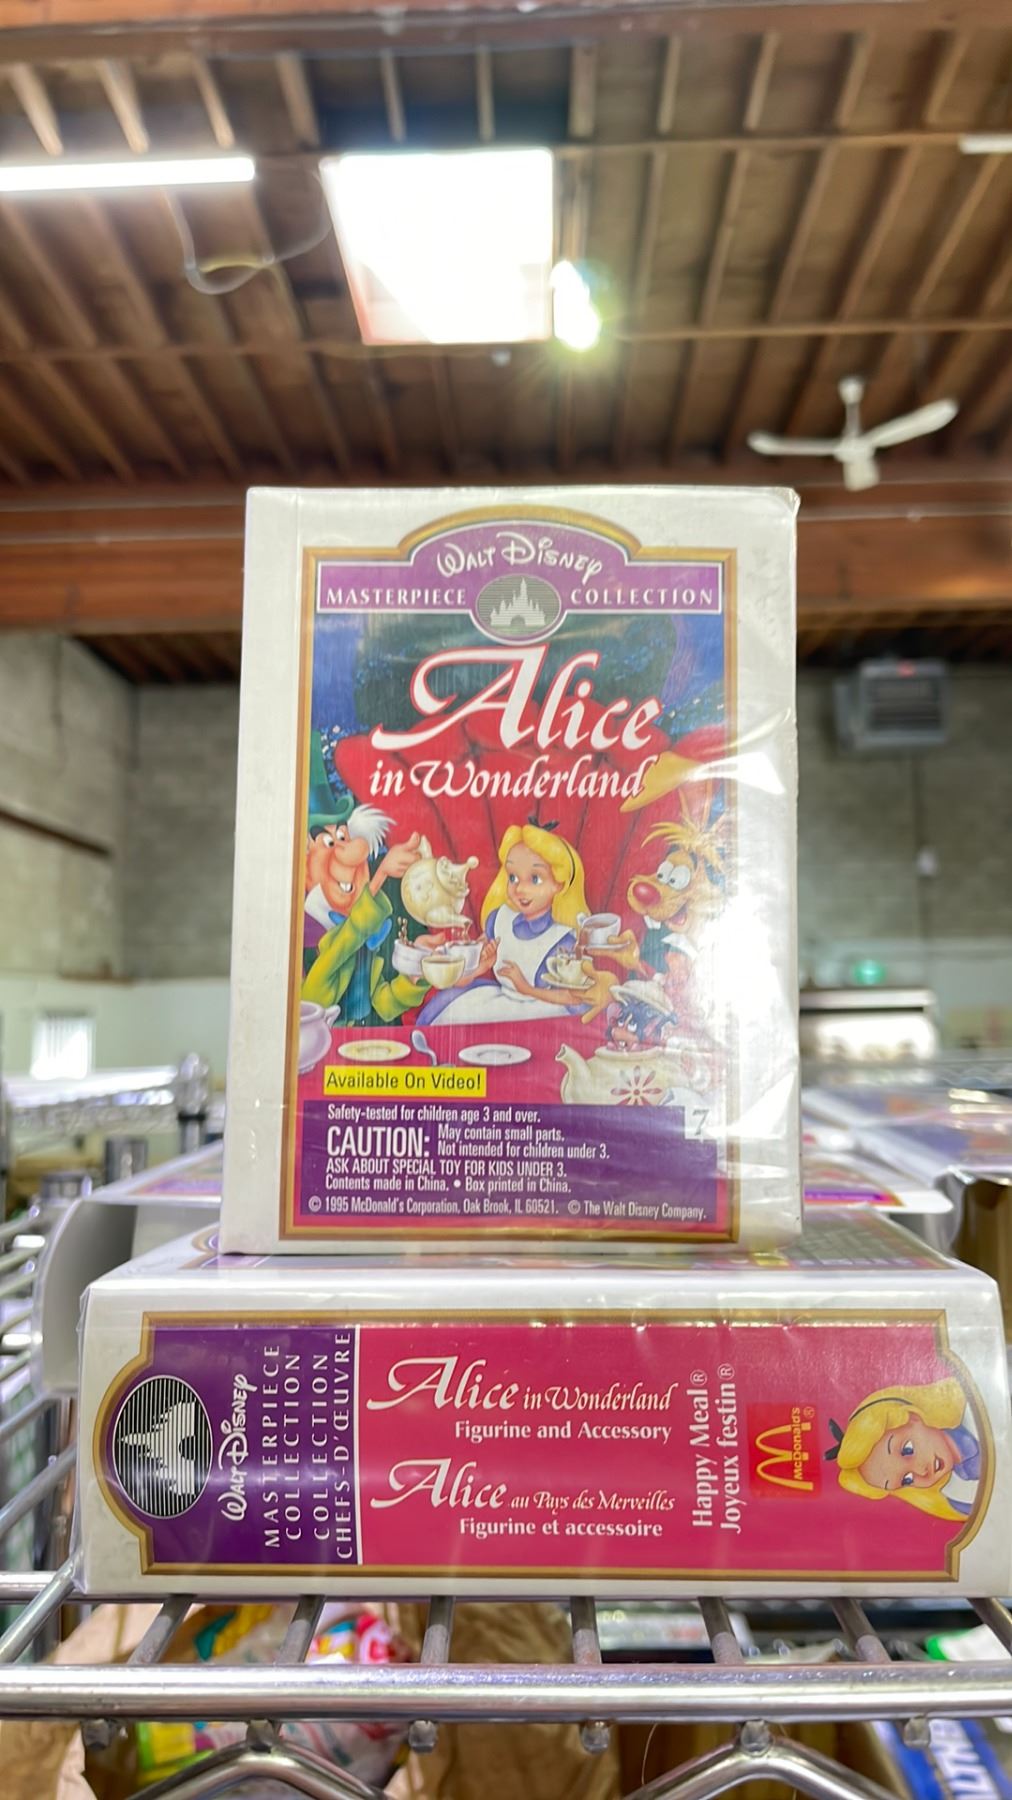 WALT DISNEY
MASTERPIECE COLLECTION
Alice
in Wonderland
Available On Video!
7
Safety-tested for children age 3 and over.
CAUTION: May contain small parts.
Not intended for children under 3.
ASK ABOUT SPECIAL TOY FOR KIDS UNDER 3.
Contents made in China. • Box printed in China.
© 1995 McDonald's Corporation, Oak Brook, IL 60521. © The Walt Disney Company.
WALT DISNEY
MASTERPIECE
COLLECTION
COLLECTION
CHEFS-D'ŒUVRE
Alice in Wonderland
Figurine and Accessory
Alice au Pays des Merveilles
Figurine et accessoire
Happy Meal®
Joyeux festin®
McDonald's®